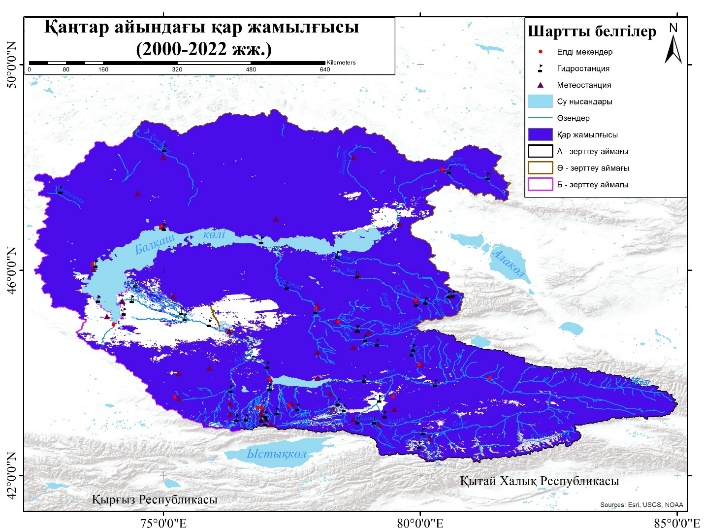 Қаңтар айындағы қар жамылғысы
(2000-2022 жж.)
0 80 160 320 480 640 Kilometers
Шартты белгілер
N
Елді мекендер
Гидростанция
Метеостанция
Су нысандары
Өзендер
Қар жамылғысы
А - зерттеу аймағы
Ә - зерттеу аймағы
Б - зерттеу аймағы
50°0'0"N
46°0'0"N
42°0'0"N
Балқаш көлі
Алакөл
Ыстықкөл
Қытай Халық Республикасы
Қырғыз Республикасы
Sources: Esri, USGS, NOAA
75°0'0"E 80°0'0"E 85°0'0"E